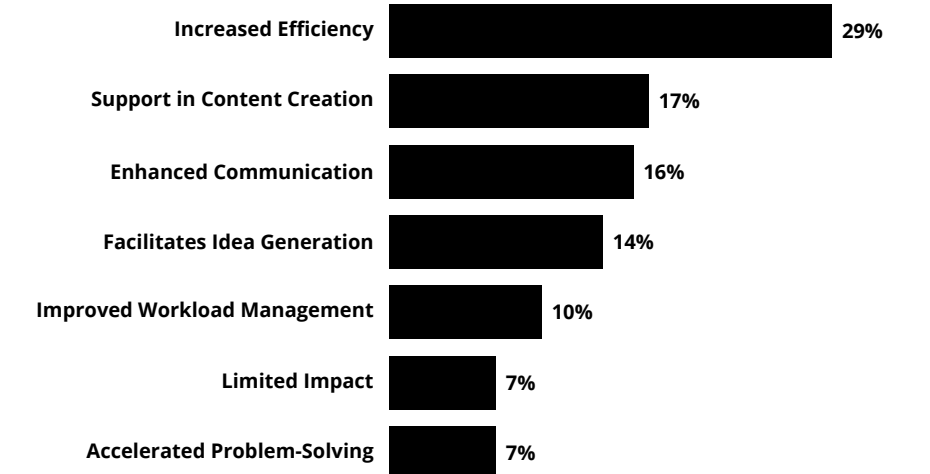 Increased Efficiency 29%
Support in Content Creation 17%
Enhanced Communication 16%
Facilitates Idea Generation 14%
Improved Workload Management 10%
Limited Impact 7%
Accelerated Problem-Solving 7%